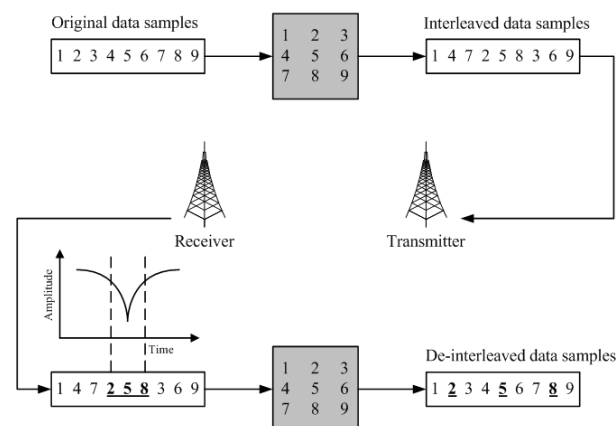 Original data samples
1 2 3 4 5 6 7 8 9
1 2 3
4 5 6
7 8 9
Interleaved data samples
1 4 7 2 5 8 3 6 9
Receiver
Transmitter
Amplitude
Time
1 4 7 2 5 8 3 6 9
1 2 3
4 5 6
7 8 9
De-interleaved data samples
1 2 3 4 5 6 7 8 9